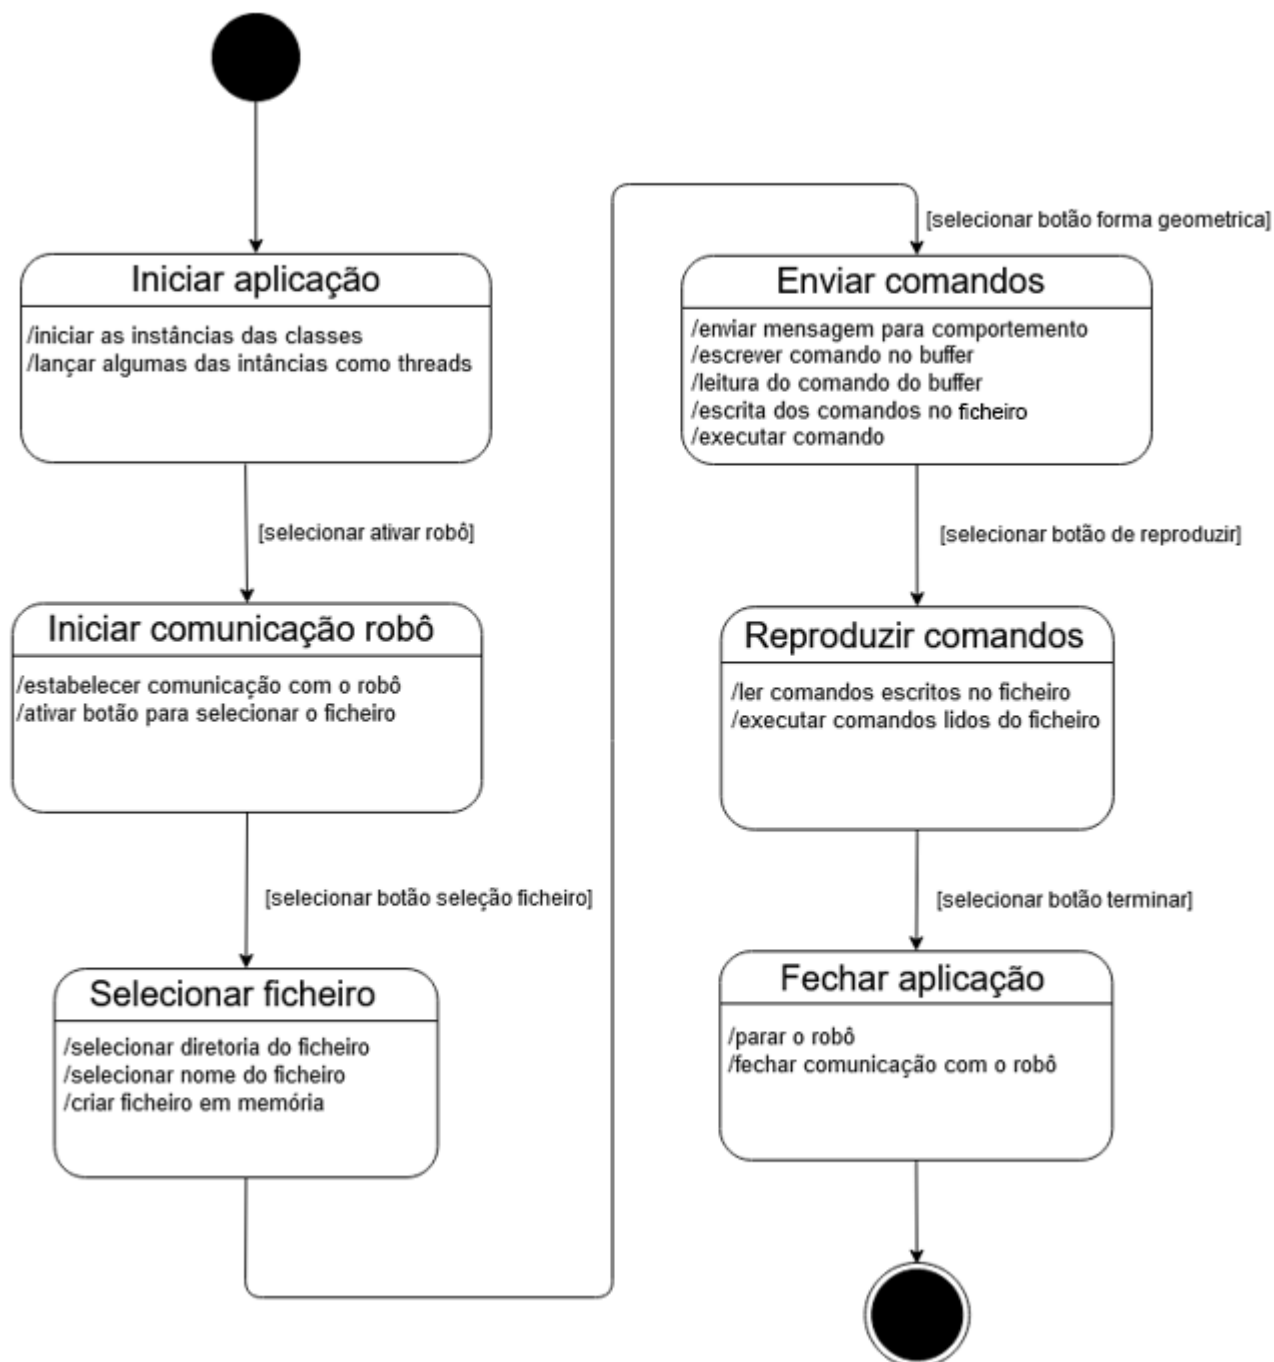 Iniciar aplicação
/iniciar as instâncias das classes
/lançar algumas das intâncias como threads
[selecionar ativar robô]
Iniciar comunicação robô
/estabelecer comunicação com o robô
/ativar botão para selecionar o ficheiro
[selecionar botão seleção ficheiro]
Selecionar ficheiro
/selecionar diretoria do ficheiro
/selecionar nome do ficheiro
/criar ficheiro em memória
[selecionar botão forma geometrica]
Enviar comandos
/enviar mensagem para comportemento
/escrever comando no buffer
/leitura do comando do buffer
/escrita dos comandos no ficheiro
/executar comando
[selecionar botão de reproduzir]
Reproduzir comandos
/ler comandos escritos no ficheiro
/executar comandos lidos do ficheiro
[selecionar botão terminar]
Fechar aplicação
/parar o robô
/fechar comunicação com o robô